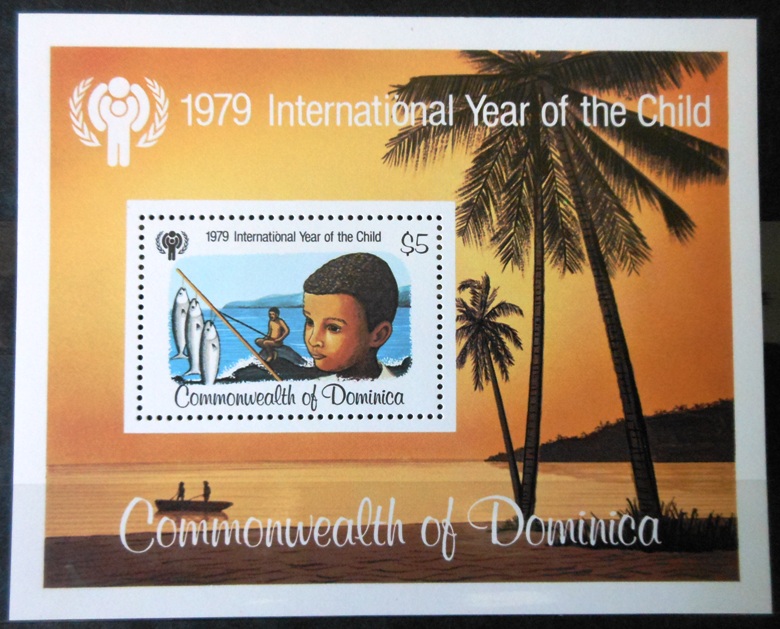 1979 International Year of the Child
1979 International Year of the Child
$5
Commonwealth of Dominica
Commonwealth of Dominica